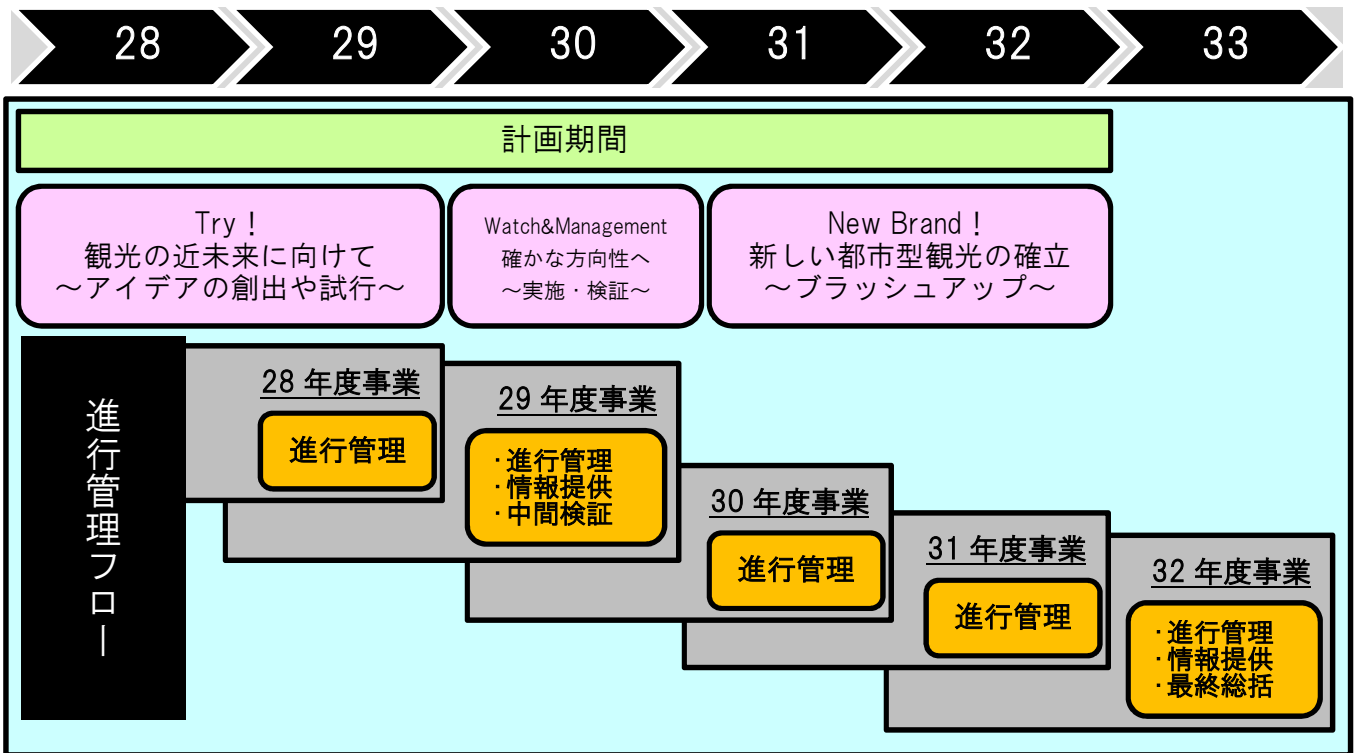 28
29
30
31
32
33
計画期間
Try！
観光の近未来に向けて
～アイデアの創出や試行～
Watch&Management
確かな方向性へ
～実施・検証～
New Brand！
新しい都市型観光の確立
～ブラッシュアップ～
進行管理フロー
28 年度事業
進行管理
29 年度事業
・進行管理
・情報提供
・中間検証
30 年度事業
進行管理
31 年度事業
進行管理
32 年度事業
・進行管理
・情報提供
・最終総括